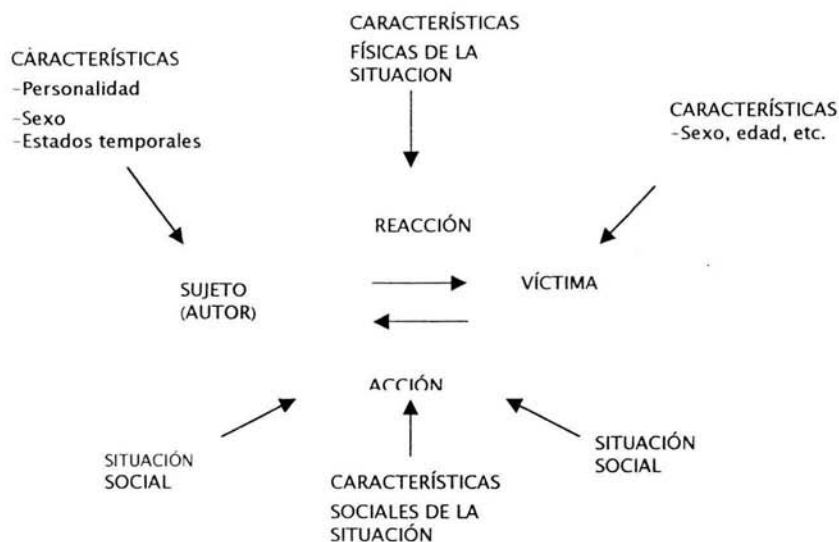 CARACTERÍSTICAS
-Personalidad
-Sexo
-Estados temporales
CARACTERÍSTICAS
FÍSICAS DE LA
SITUACION
CARACTERÍSTICAS
-Sexo, edad, etc.
REACCIÓN
SUJETO
(AUTOR)
VÍCTIMA
ACCIÓN
SITUACIÓN
SOCIAL
CARACTERÍSTICAS
SOCIALES DE LA
SITUACIÓN
SITUACIÓN
SOCIAL